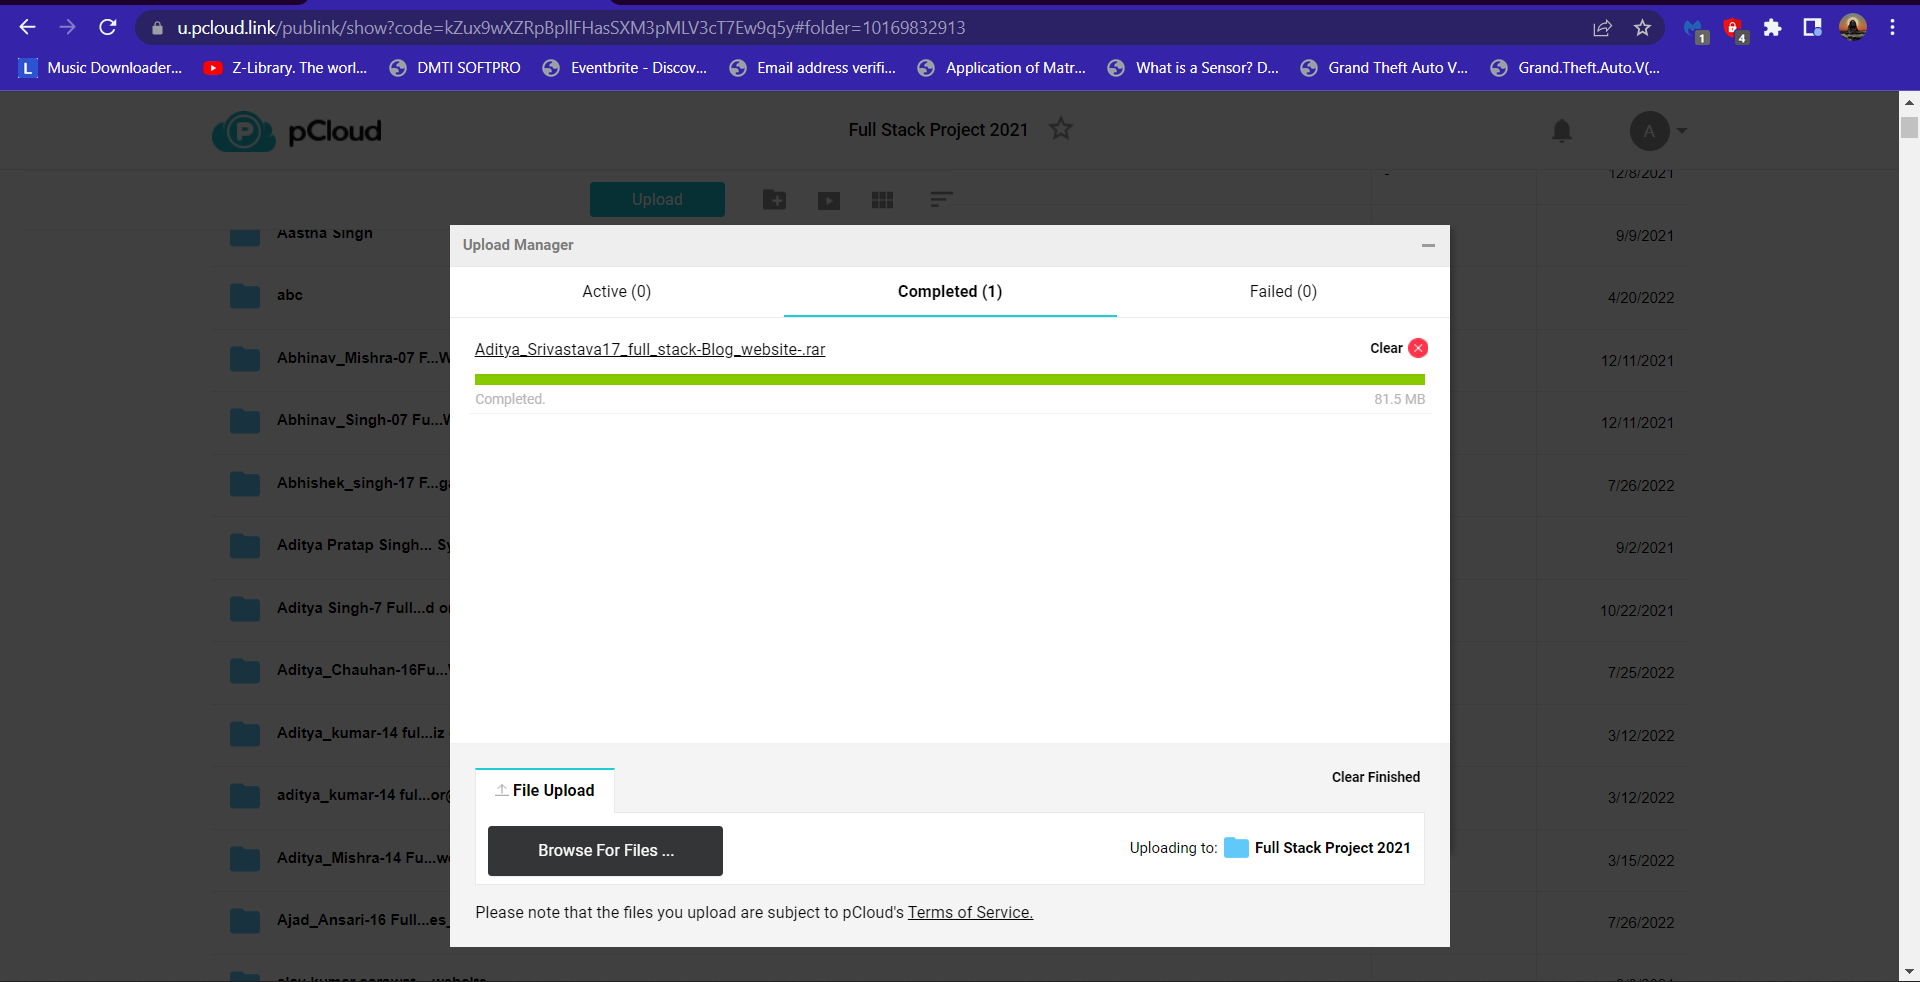 u.pcloud.link/publink/show?code=kZux9wXZRpBpllFHasSXM3pMLV3cT7Ew9q5y#folder=10169832913
1
4
L Music Downloader... Z-Library. The worl... DMTI SOFTPRO Eventbrite - Discov... Email address verifi... Application of Matr... What is a Sensor? D... Grand Theft Auto V... Grand.Theft.Auto.V(...
P pCloud
Full Stack Project 2021
A
- 12/8/2021
Upload
Aastha Singh 9/9/2021
Upload Manager
Active (0) Completed (1) Failed (0)
abc 4/20/2022
Aditya_Srivastava17_full_stack-Blog_website-.rar Clear
Abhinav_Mishra-07 F...W 12/11/2021
Completed. 81.5 MB
Abhinav_Singh-07 Fu...W 12/11/2021
Abhishek_singh-17 F...ga 7/26/2022
Aditya Pratap Singh... Sy 9/2/2021
Aditya Singh-7 Full...d or 10/22/2021
Aditya_Chauhan-16Fu... 7/25/2022
Aditya_kumar-14 ful...iz 3/12/2022
File Upload Clear Finished
aditya_kumar-14 ful...or@ 3/12/2022
Browse For Files ... Uploading to: Full Stack Project 2021
Aditya_Mishra-14 Fu...we 3/15/2022
Please note that the files you upload are subject to pCloud's Terms of Service.
Ajad_Ansari-16 Full...es_ 7/26/2022